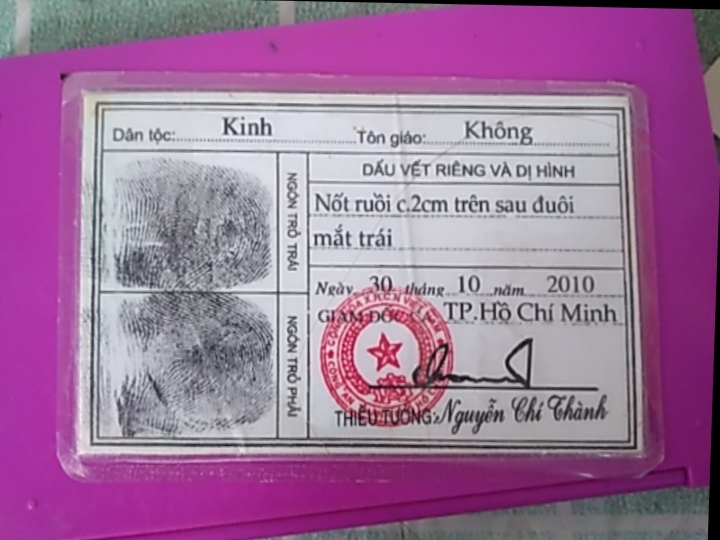 Dân tộc: Kinh Tôn giáo: Không
NGÓN TRỎ TRÁI
DẤU VẾT RIÊNG VÀ DỊ HÌNH
Nốt ruồi c.2cm trên sau đuôi
mắt trái
Ngày 30 tháng 10 năm 2010
GIÁM ĐỐC CA TP.Hồ Chí Minh
NGÓN TRỎ PHẢI
THIẾU TƯỚNG: Nguyễn Chí Thành